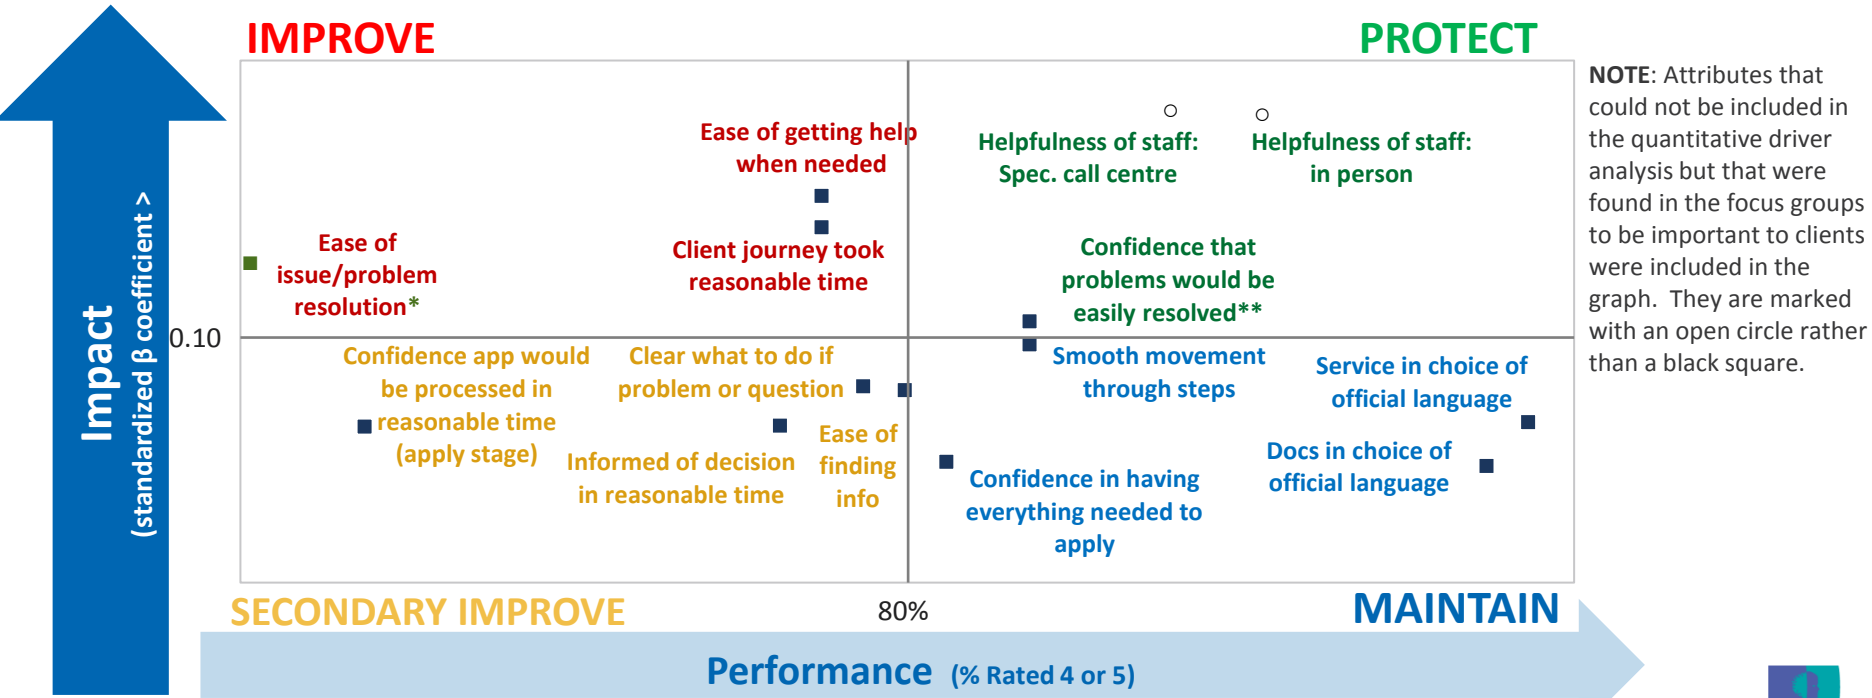 IMPROVE
PROTECT
NOTE: Attributes that
could not be included in
the quantitative driver
analysis but that were
found in the focus groups
to be important to clients
were included in the
graph.  They are marked
with an open circle rather
than a black square.
Ease of getting help
when needed
Helpfulness of staff:
Spec. call centre
Helpfulness of staff:
in person
Ease of
issue/problem
resolution*
Client journey took
reasonable time
Confidence that
problems would be
easily resolved**
Impact
(standardized β coefficient >
0.10
Confidence app would
be processed in
reasonable time
(apply stage)
Clear what to do if
problem or question
Smooth movement
through steps
Service in choice of
official language
Informed of decision
in reasonable time
Ease of
finding
info
Confidence in having
everything needed to
apply
Docs in choice of
official language
SECONDARY IMPROVE
80%
MAINTAIN
Performance (% Rated 4 or 5)